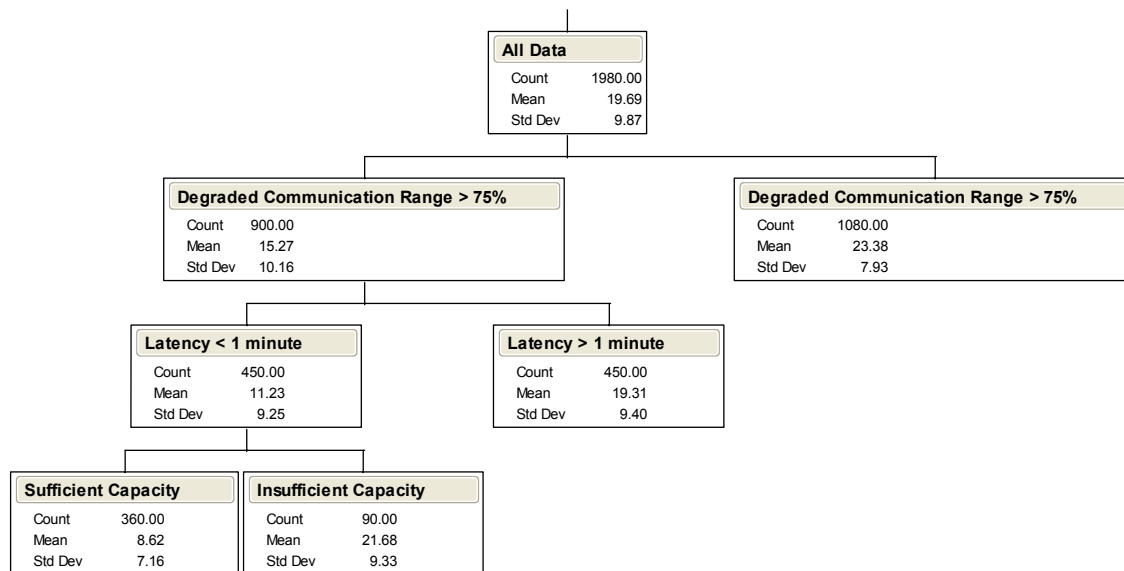 All Data
Count 1980.00
Mean 19.69
Std Dev 9.87
Degraded Communication Range > 75%
Count 900.00
Mean 15.27
Std Dev 10.16
Degraded Communication Range > 75%
Count 1080.00
Mean 23.38
Std Dev 7.93
Latency < 1 minute
Count 450.00
Mean 11.23
Std Dev 9.25
Latency > 1 minute
Count 450.00
Mean 19.31
Std Dev 9.40
Sufficient Capacity
Count 360.00
Mean 8.62
Std Dev 7.16
Insufficient Capacity
Count 90.00
Mean 21.68
Std Dev 9.33